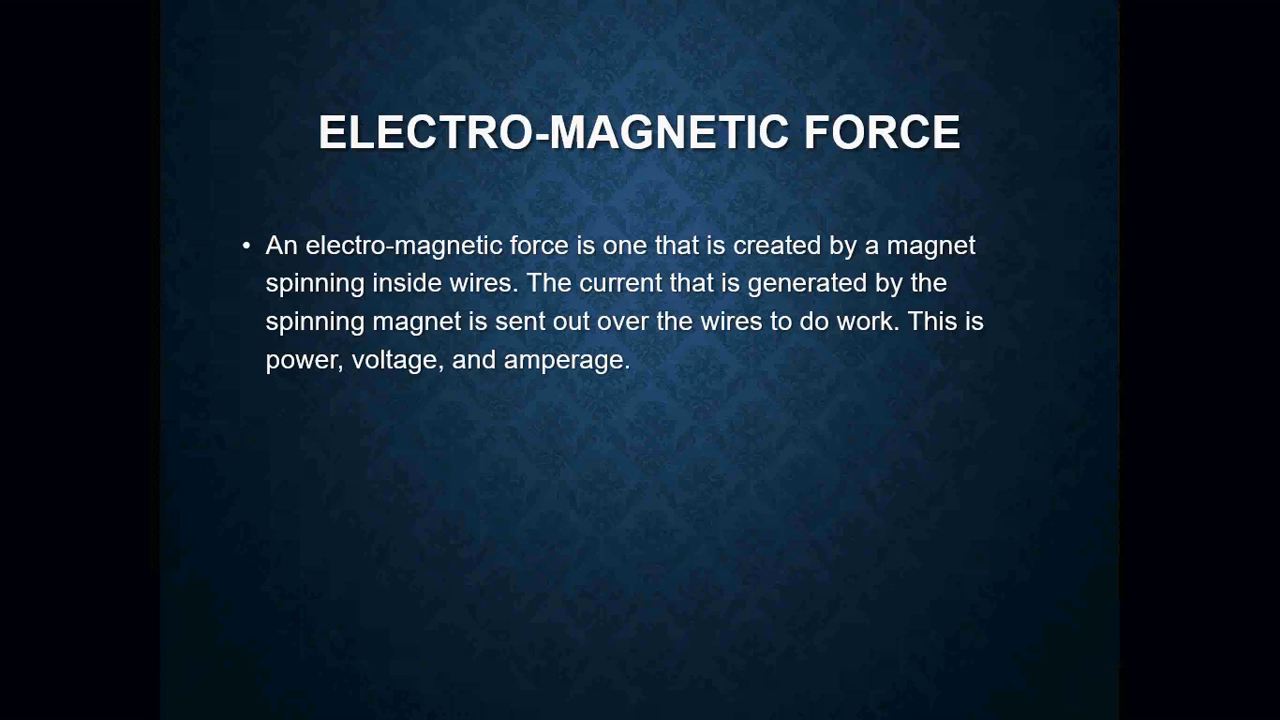 ELECTRO-MAGNETIC FORCE
• An electro-magnetic force is one that is created by a magnet
spinning inside wires. The current that is generated by the
spinning magnet is sent out over the wires to do work. This is
power, voltage, and amperage.